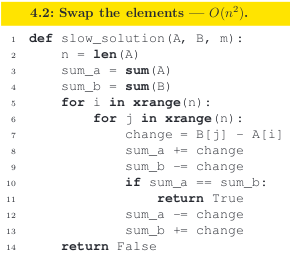 4.2: Swap the elements — O(n²).
1 def slow_solution(A, B, m):
2     n = len(A)
3     sum_a = sum(A)
4     sum_b = sum(B)
5     for i in xrange(n):
6         for j in xrange(n):
7             change = B[j] - A[i]
8             sum_a += change
9             sum_b -= change
10             if sum_a == sum_b:
11                 return True
12             sum_a -= change
13             sum_b += change
14     return False